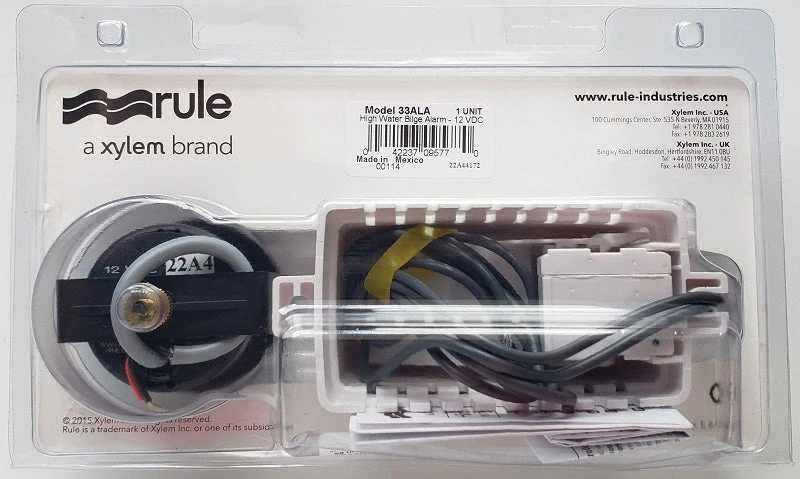 rule
a xylem brand
Model 33ALA 1 UNIT
High Water Bilge Alarm - 12 VDC
0 42237 09577 0
Made in Mexico
00114 22A44172
www.rule-industries.com
Xylem Inc. - USA
100 Cummings Center, Ste. 535-N Beverly, MA 01915
Tel: +1 978 281 0440
Fax: +1 978 283 2619
Xylem Inc. - UK
Bingley Road, Hoddesdon, Hertfordshire, EN11 0BU
Tel: +44 (0) 1992 450 145
Fax: +44 (0) 1992 467 132
12 V
22A4
© 2015 Xylem reserved.
Rule is a trademark of Xylem Inc. or one of its